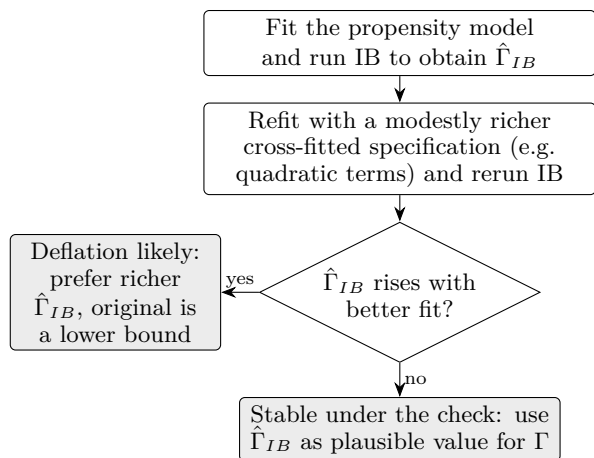 Fit the propensity model
and run IB to obtain Γ̂_IB
Refit with a modestly richer
cross-fitted specification (e.g.
quadratic terms) and rerun IB
Deflation likely:
prefer richer
Γ̂_IB, original is
a lower bound
yes
Γ̂_IB rises with
better fit?
no
Stable under the check: use
Γ̂_IB as plausible value for Γ